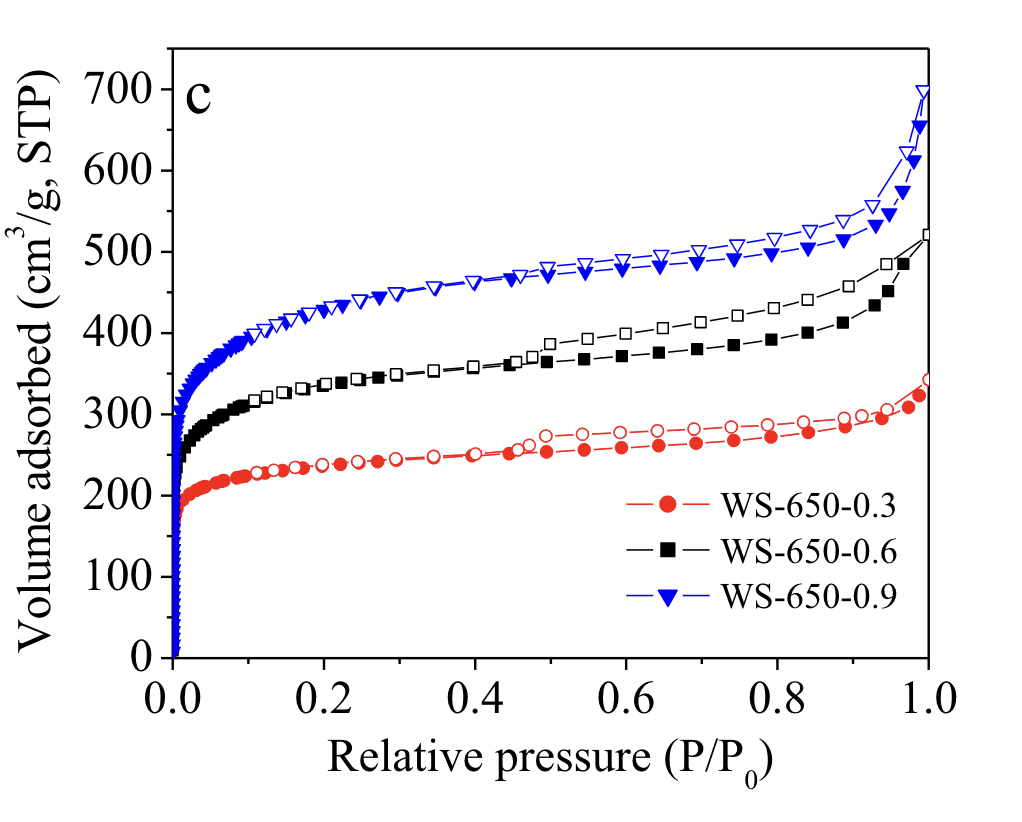 c
Volume adsorbed (cm³/g, STP)
700
600
500
400
300
200
100
0
WS-650-0.3
WS-650-0.6
WS-650-0.9
0.0 0.2 0.4 0.6 0.8 1.0
Relative pressure (P/P₀)